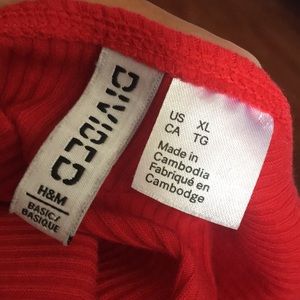 DIVIDED
H&M
BASIC/
BASIQUE
US XL
CA TG
Made in
Cambodia
Fabriqué en
Cambodge